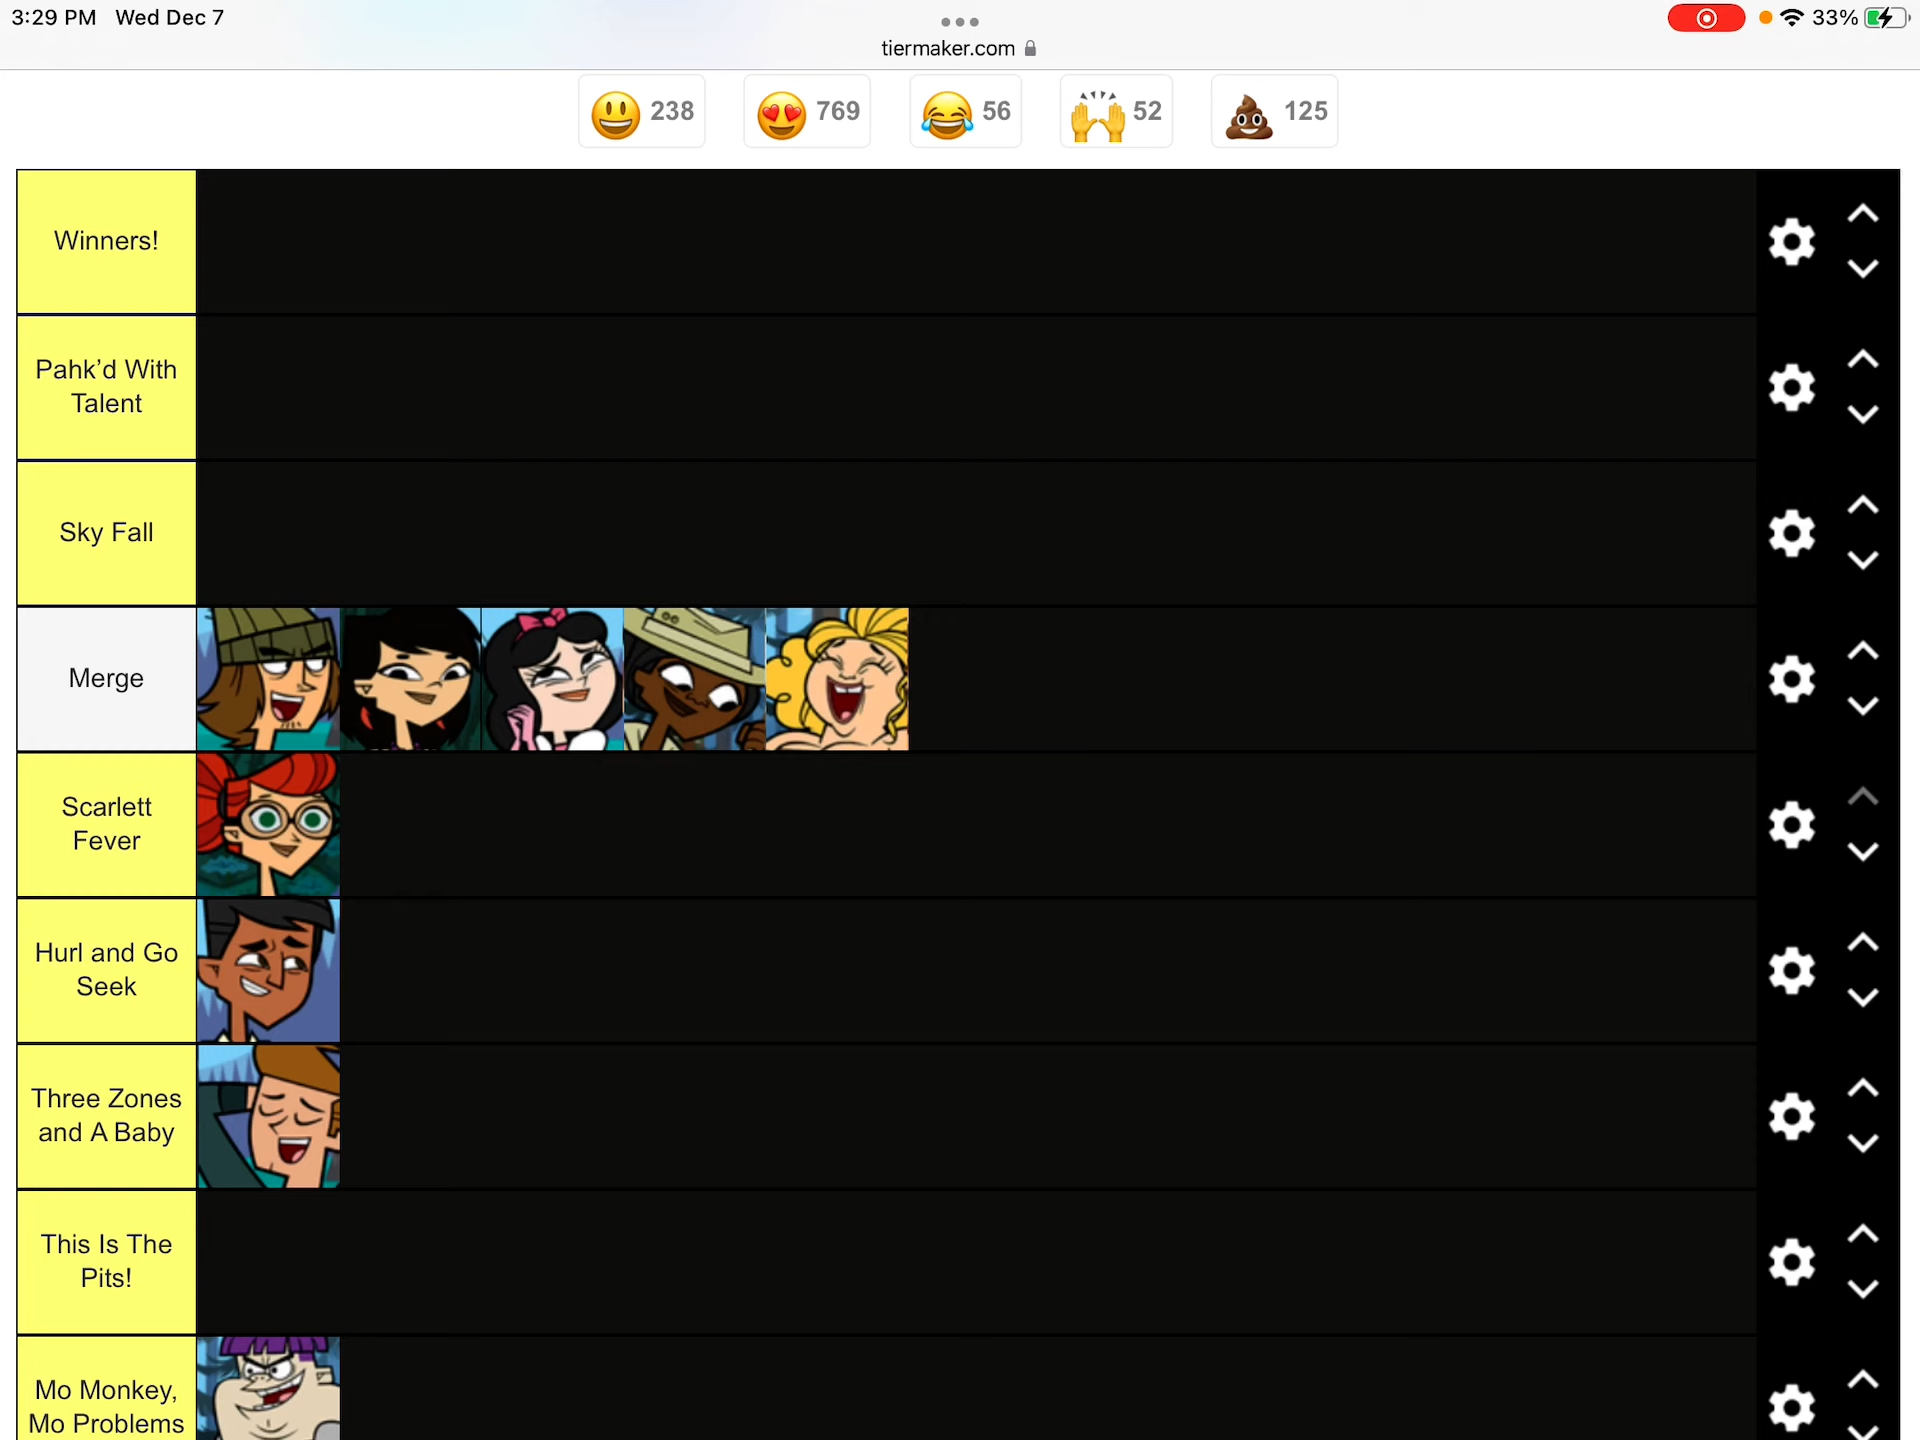 3:29 PM Wed Dec 7
33%
tiermaker.com
238 769 56 52 125
Winners!
Pahk’d With
Talent
Sky Fall
Merge
Scarlett
Fever
Hurl and Go
Seek
Three Zones
and A Baby
This Is The
Pits!
Mo Monkey,
Mo Problems